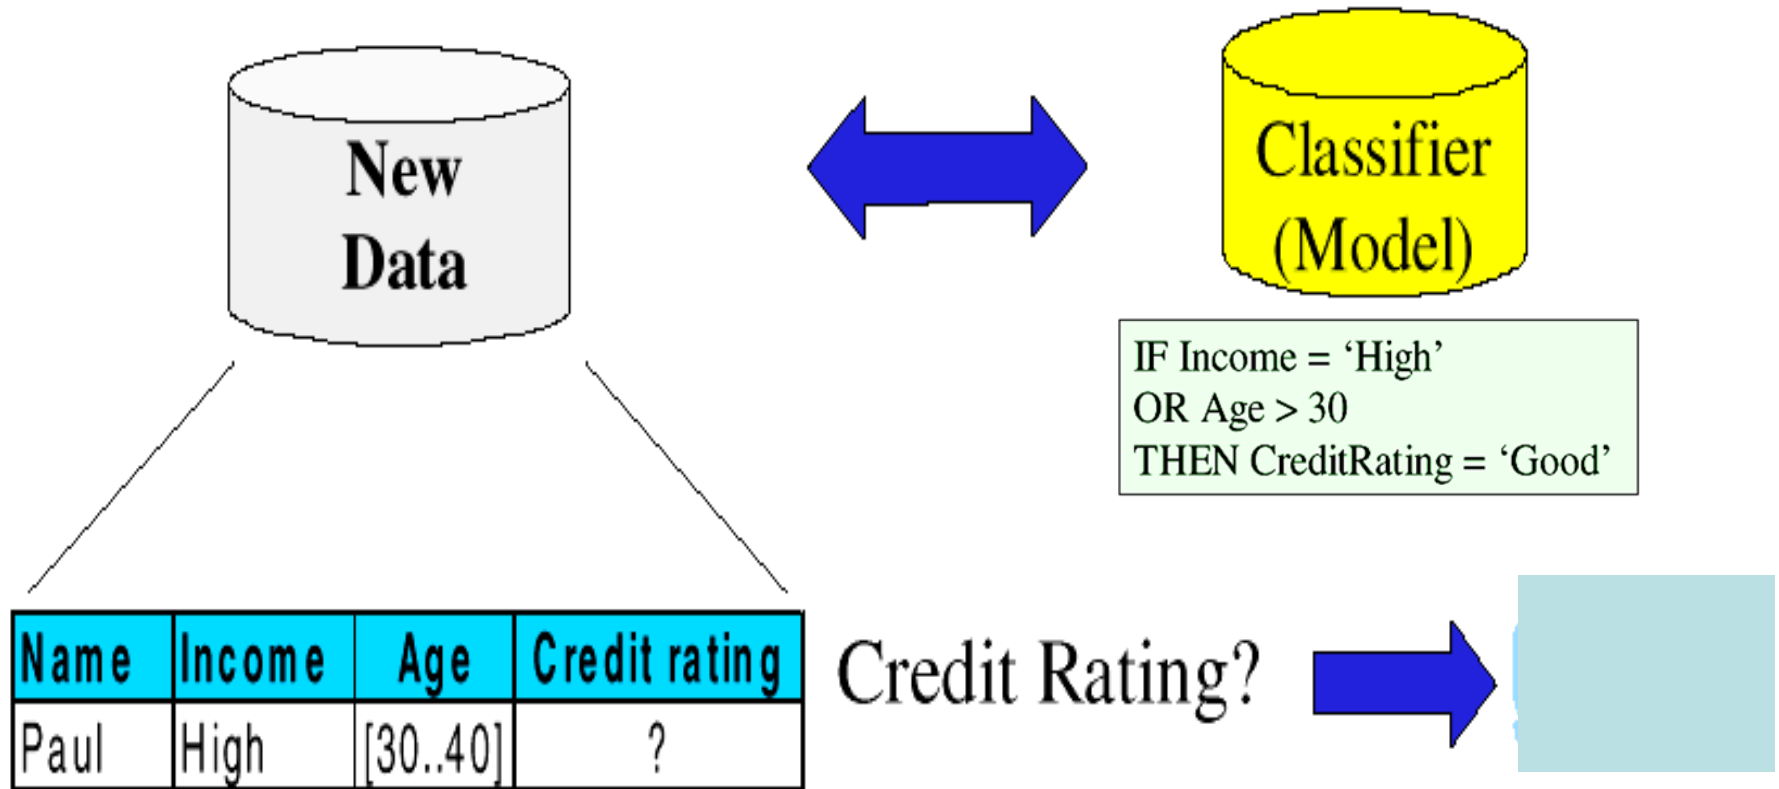 New
Data
Classifier
(Model)
IF Income = ‘High’
OR Age > 30
THEN CreditRating = ‘Good’
Name Income Age Credit rating
Paul High [30..40] ?
Credit Rating?